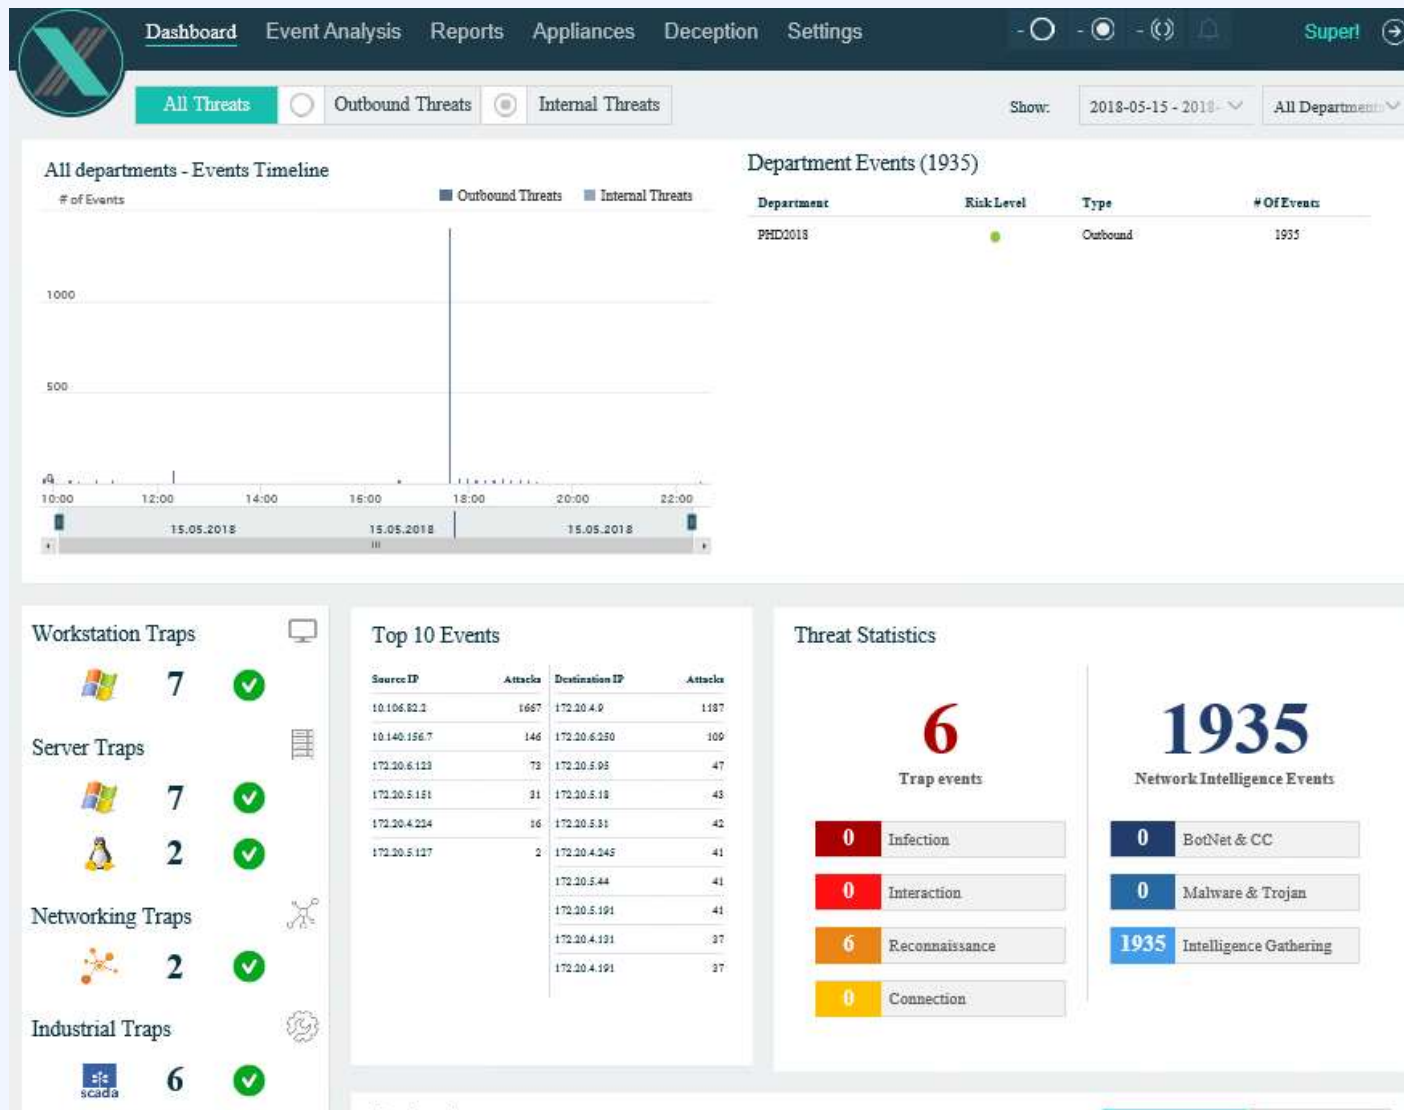 Dashboard Event Analysis Reports Appliances Deception Settings - - - Super!
All Threats Outbound Threats Internal Threats Show: 2018-05-15 - 2018- All Department
All departments - Events Timeline
# of Events Outbound Threats Internal Threats
1000
500
0
10:00 12:00 14:00 16:00 18:00 20:00 22:00
15.05.2018 15.05.2018 15.05.2018
Department Events (1935)
Department Risk Level Type # Of Events
PHD2018 Outbound 1935
Workstation Traps
7
Server Traps
7
2
Networking Traps
2
Industrial Traps
scada 6
Top 10 Events
Source IP Attacks Destination IP Attacks
10.106.82.2 1667 172.20.4.9 1187
10.140.156.7 146 172.20.6.250 109
172.20.6.123 73 172.20.5.95 47
172.20.5.151 31 172.20.5.18 43
172.20.4.224 16 172.20.5.31 42
172.20.5.127 2 172.20.4.245 41
172.20.5.44 41
172.20.5.191 41
172.20.4.131 37
172.20.4.191 37
Threat Statistics
6
Trap events
0 Infection
0 Interaction
6 Reconnaissance
0 Connection
1935
Network Intelligence Events
0 BotNet & CC
0 Malware & Trojan
1935 Intelligence Gathering